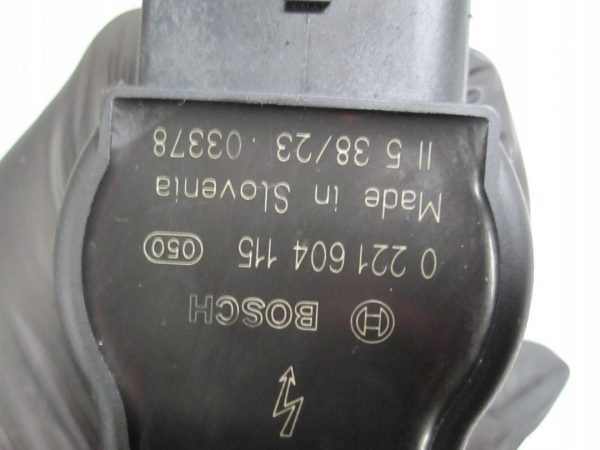 BOSCH
0 221 604 115 050
Made in Slovenia
II 5 38/23 03378